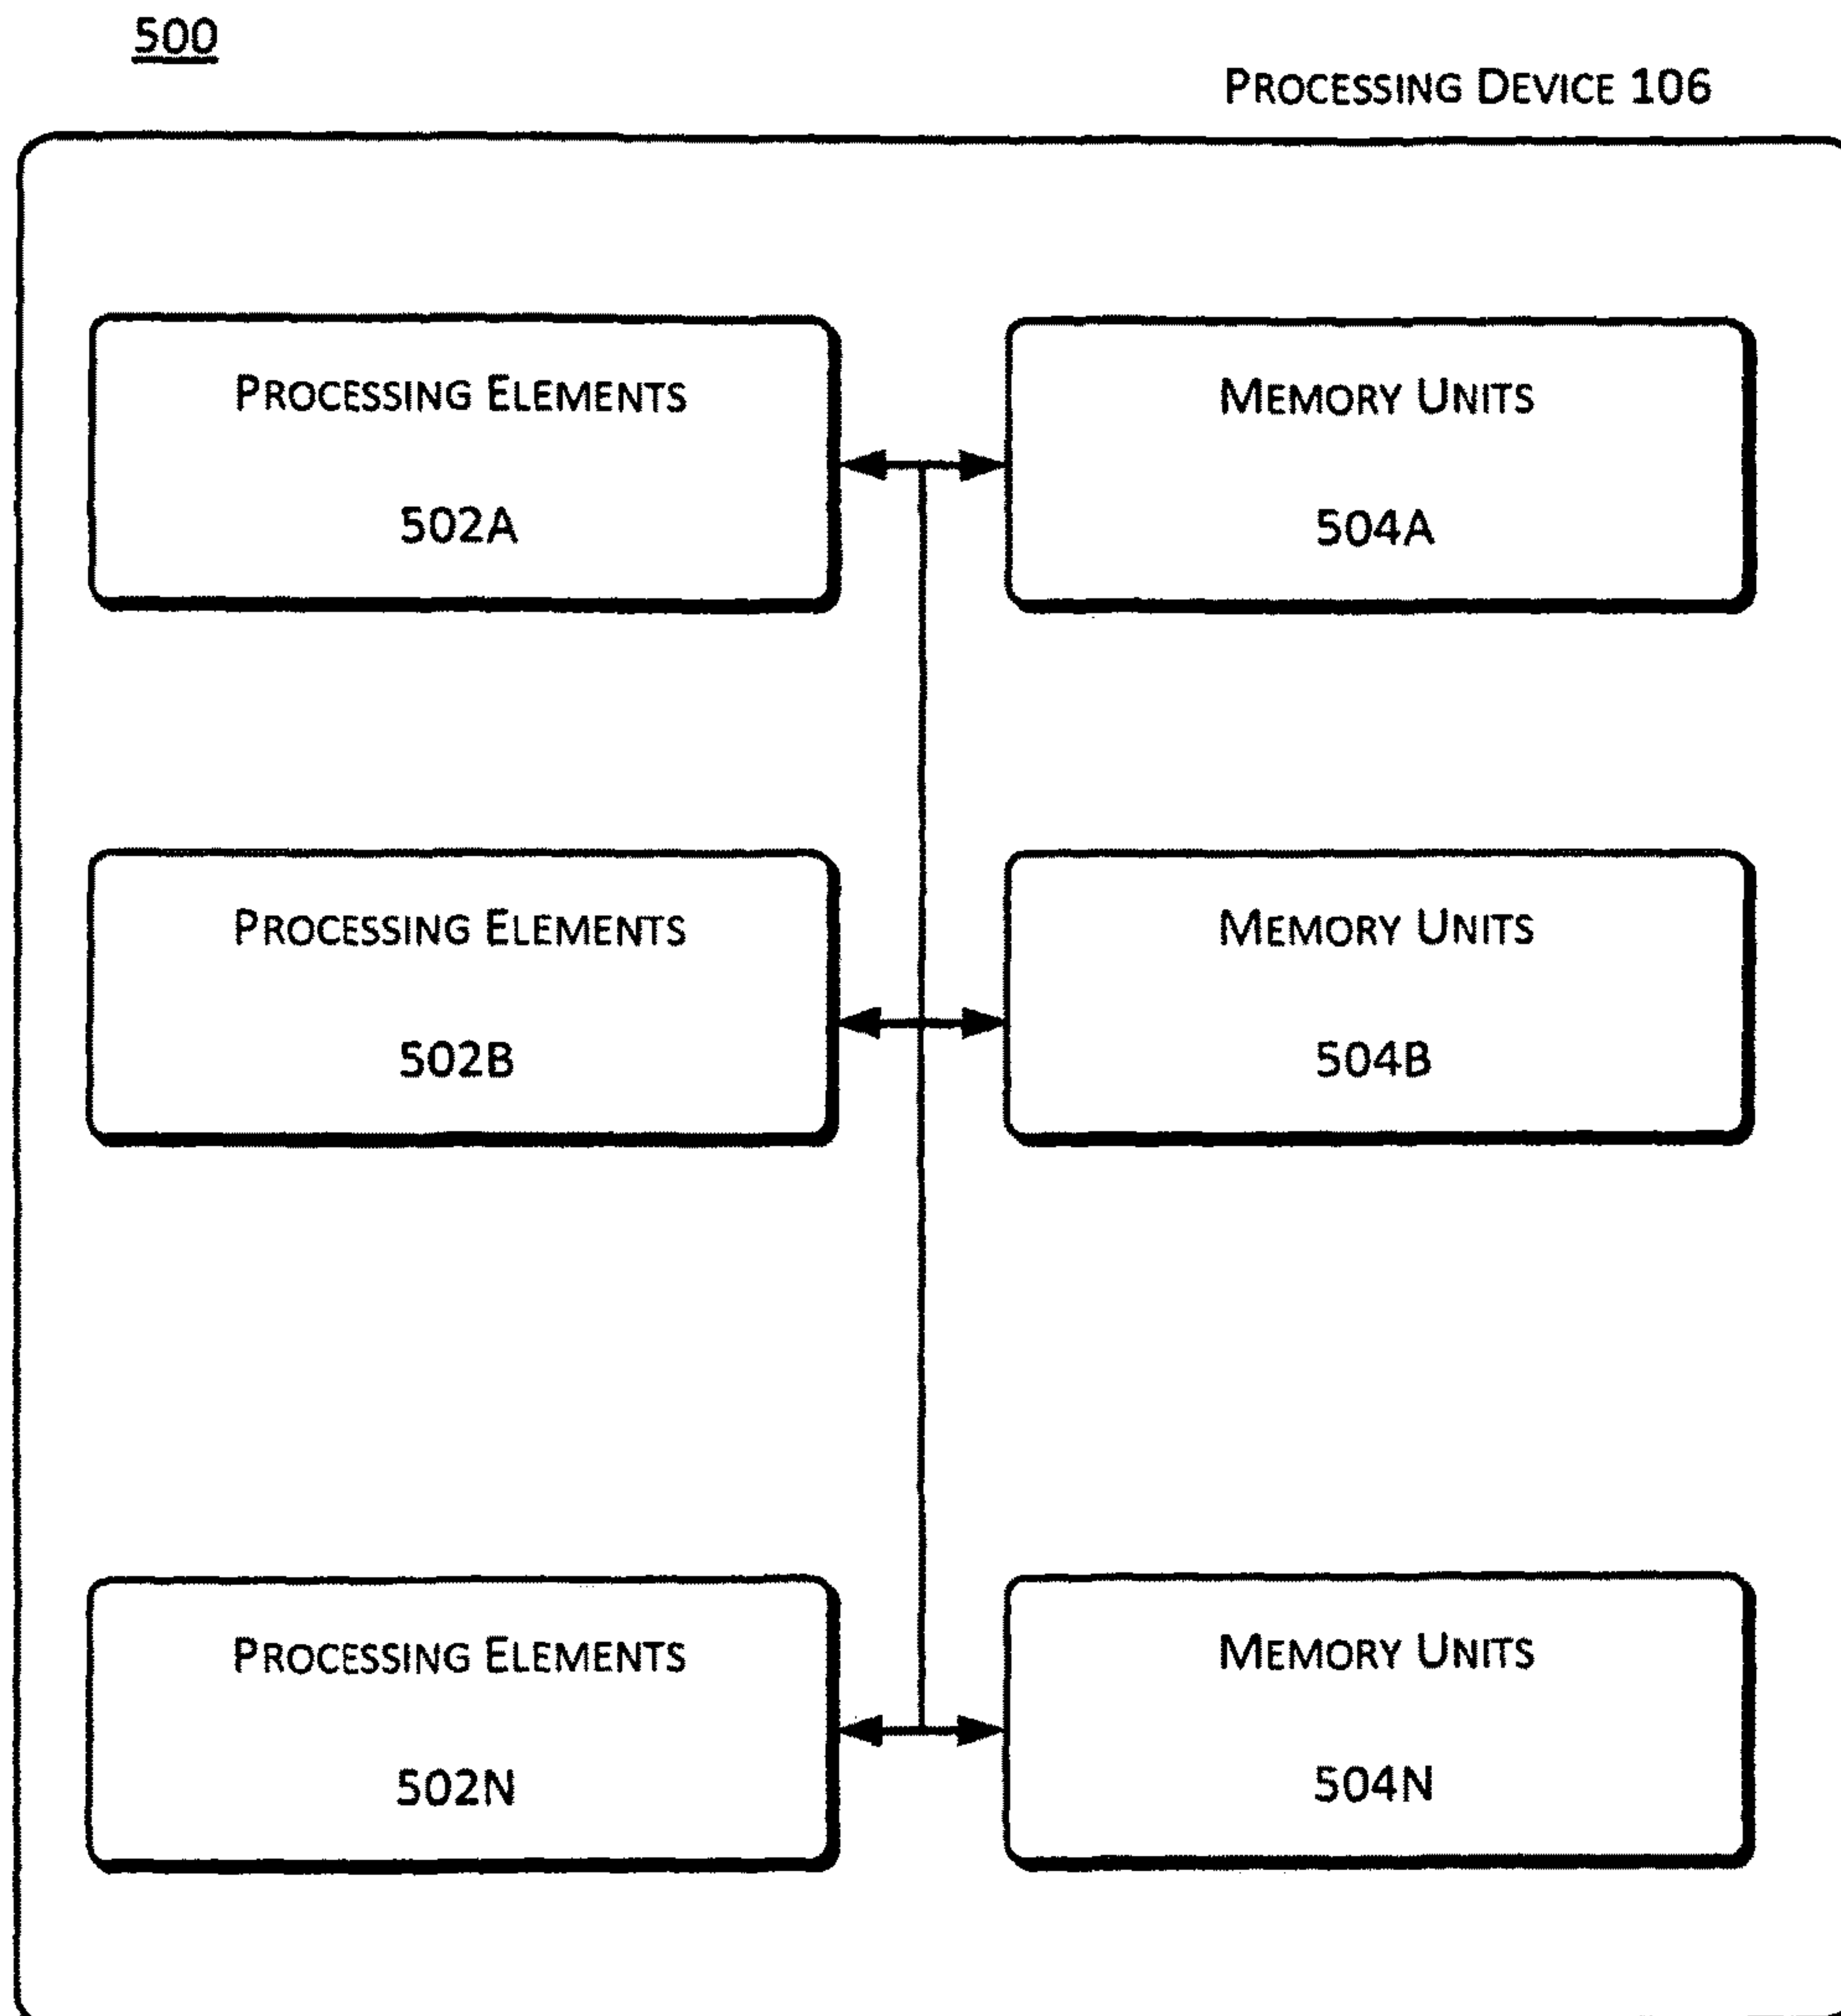 500
PROCESSING DEVICE 106
PROCESSING ELEMENTS
502A
MEMORY UNITS
504A
PROCESSING ELEMENTS
502B
MEMORY UNITS
504B
PROCESSING ELEMENTS
502N
MEMORY UNITS
504N